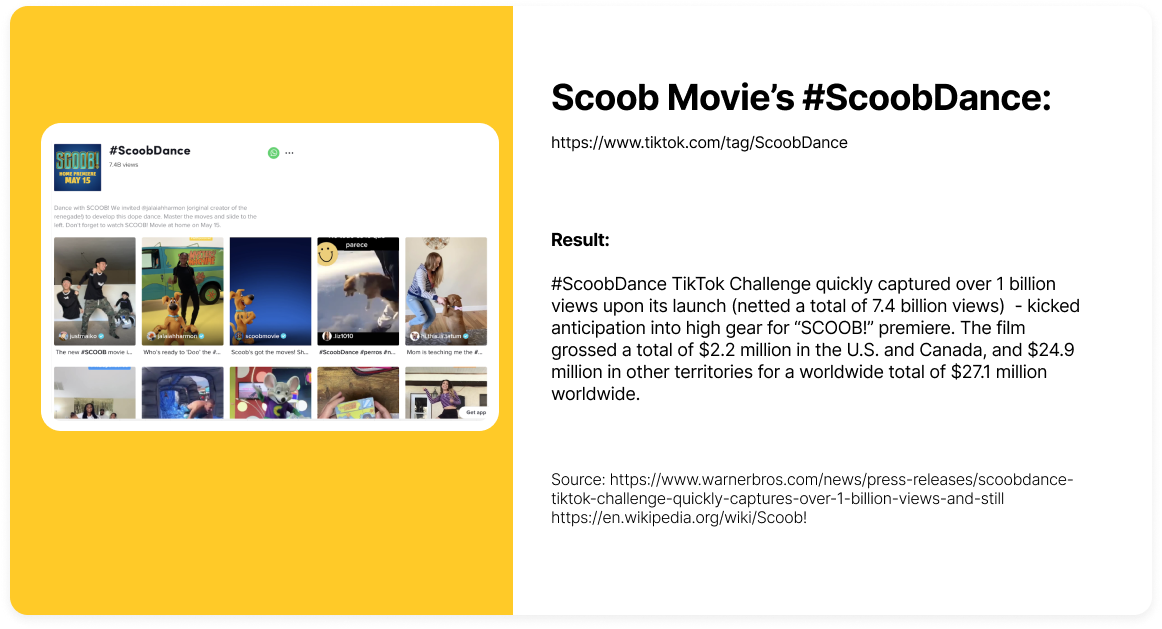 SCOOB!
HOME PREMIERE
MAY 15
#ScoobDance
7.4B views
Dance with SCOOB! We invited @jalaiahharmon (original creator of the
renegade!) to develop this dope dance. Master the moves and slide to the
left. Don't forget to watch SCOOB! Movie at home on May 15.
parece
justmaiko
jalaiahharmon
scoobmovie
.liz1010
The new #SCOOB movie i...
Who's ready to 'Doo' the #...
Scoob's got the moves! Sh...
#ScoobDance #perros #n...
Mom is teaching me the #...
Get app
Scoob Movie’s #ScoobDance:
https://www.tiktok.com/tag/ScoobDance
Result:
#ScoobDance TikTok Challenge quickly captured over 1 billion
views upon its launch (netted a total of 7.4 billion views)  - kicked
anticipation into high gear for “SCOOB!” premiere. The film
grossed a total of $2.2 million in the U.S. and Canada, and $24.9
million in other territories for a worldwide total of $27.1 million
worldwide.
Source: https://www.warnerbros.com/news/press-releases/scoobdance-
tiktok-challenge-quickly-captures-over-1-billion-views-and-still
https://en.wikipedia.org/wiki/Scoob!